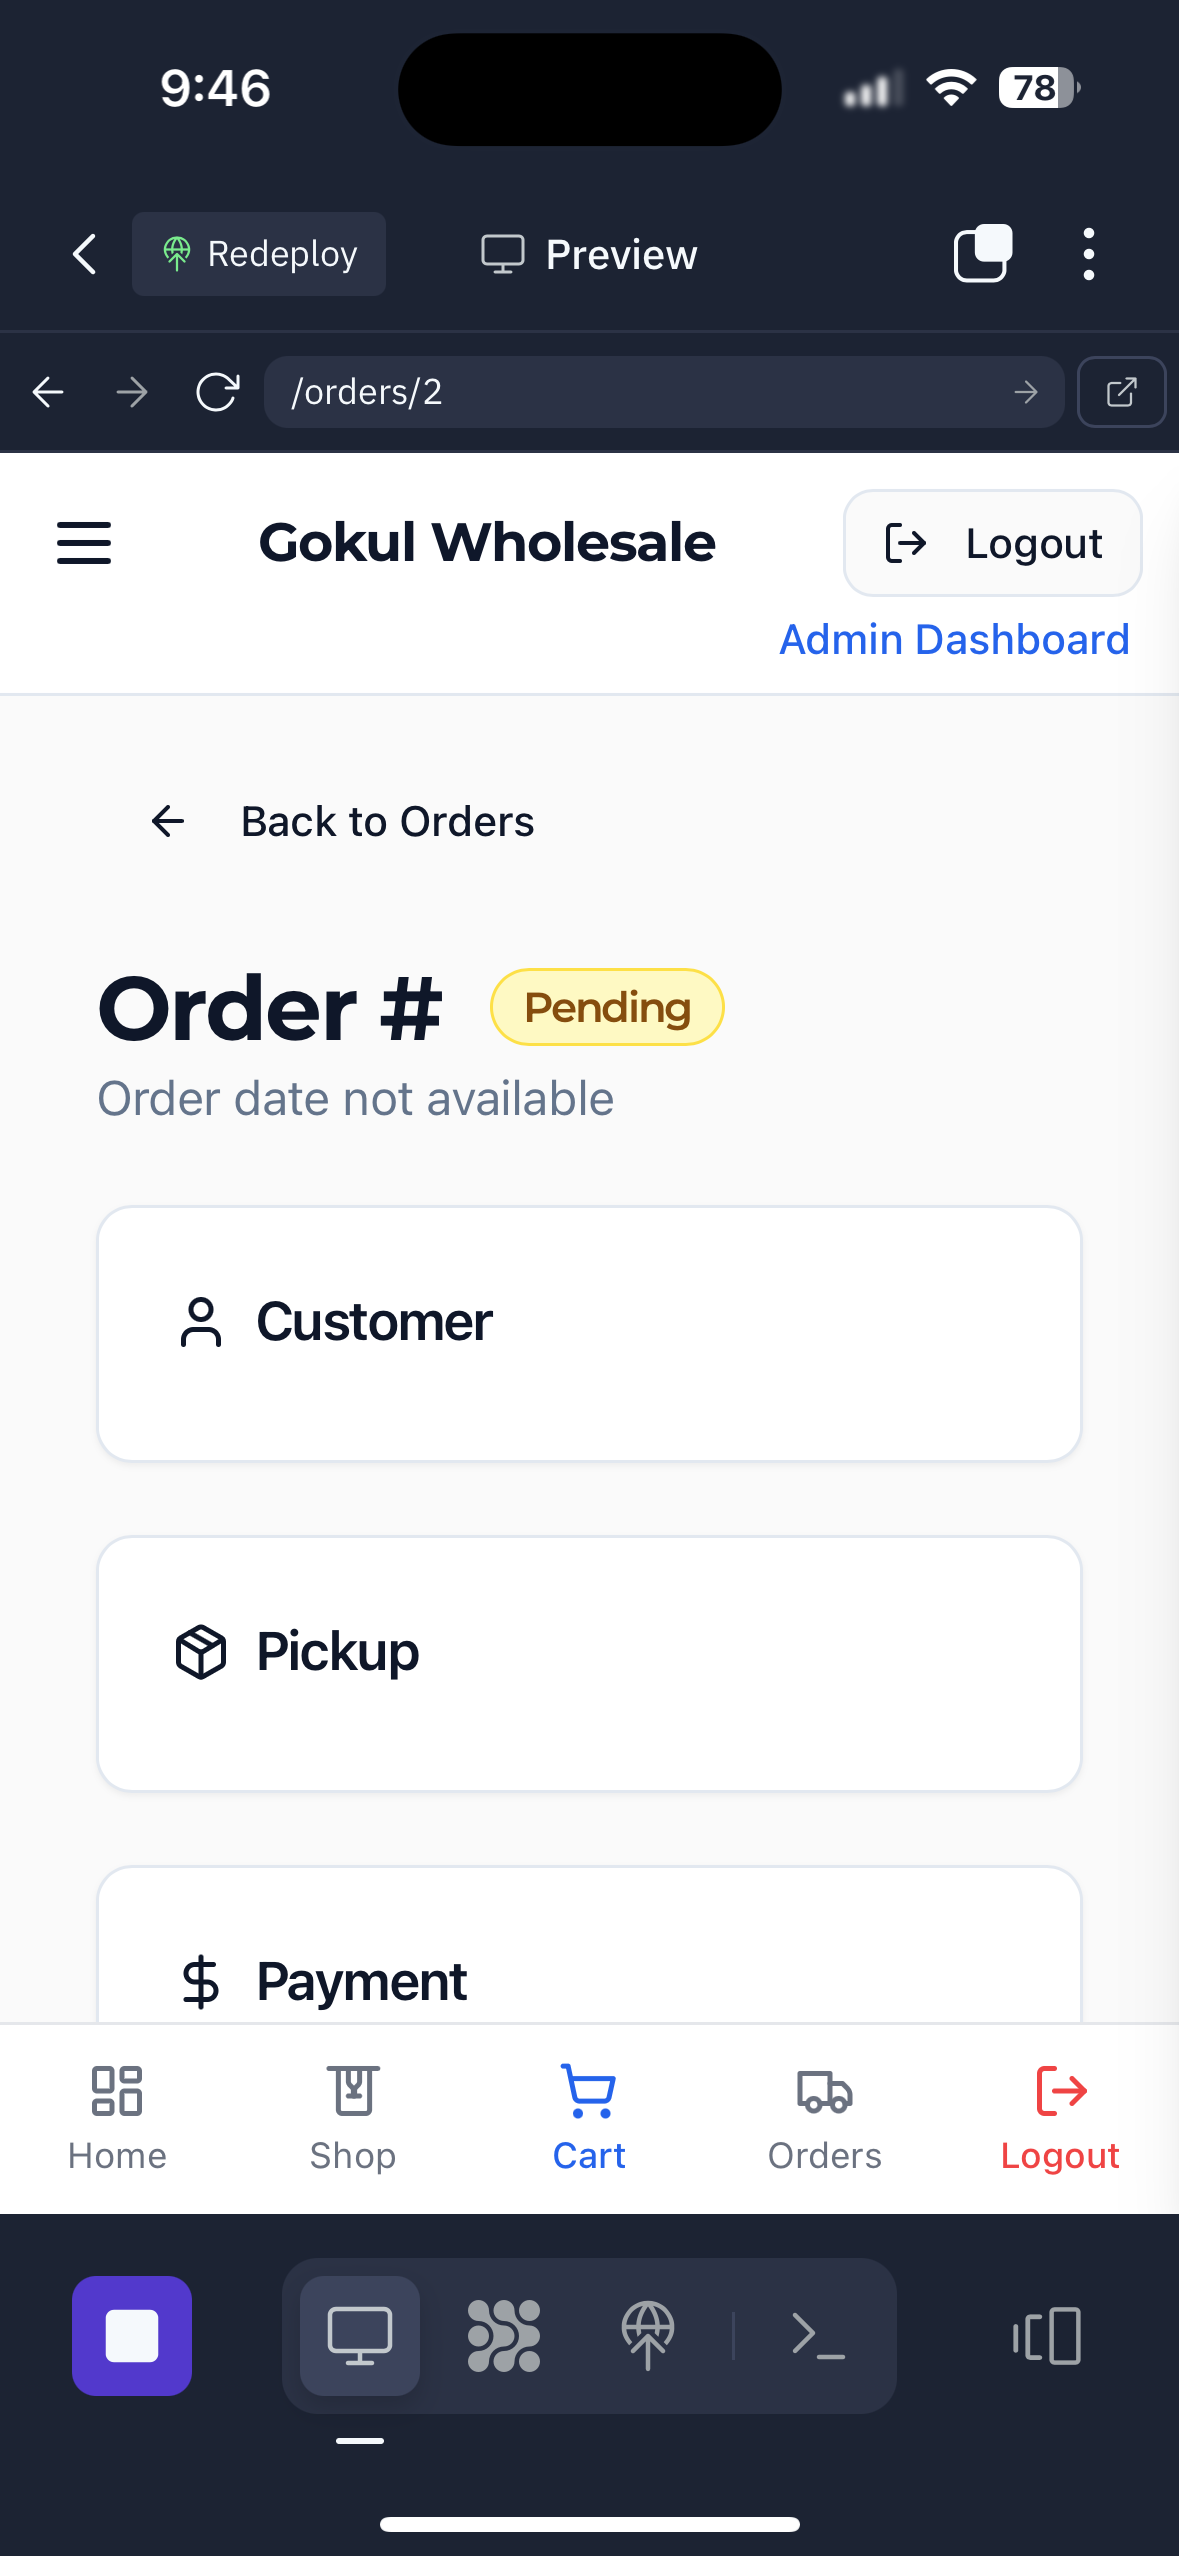 9:46
78
Redeploy
Preview
/orders/2
Gokul Wholesale
Logout
Admin Dashboard
Back to Orders
Order #
Pending
Order date not available
Customer
Pickup
Payment
Home
Shop
Cart
Orders
Logout